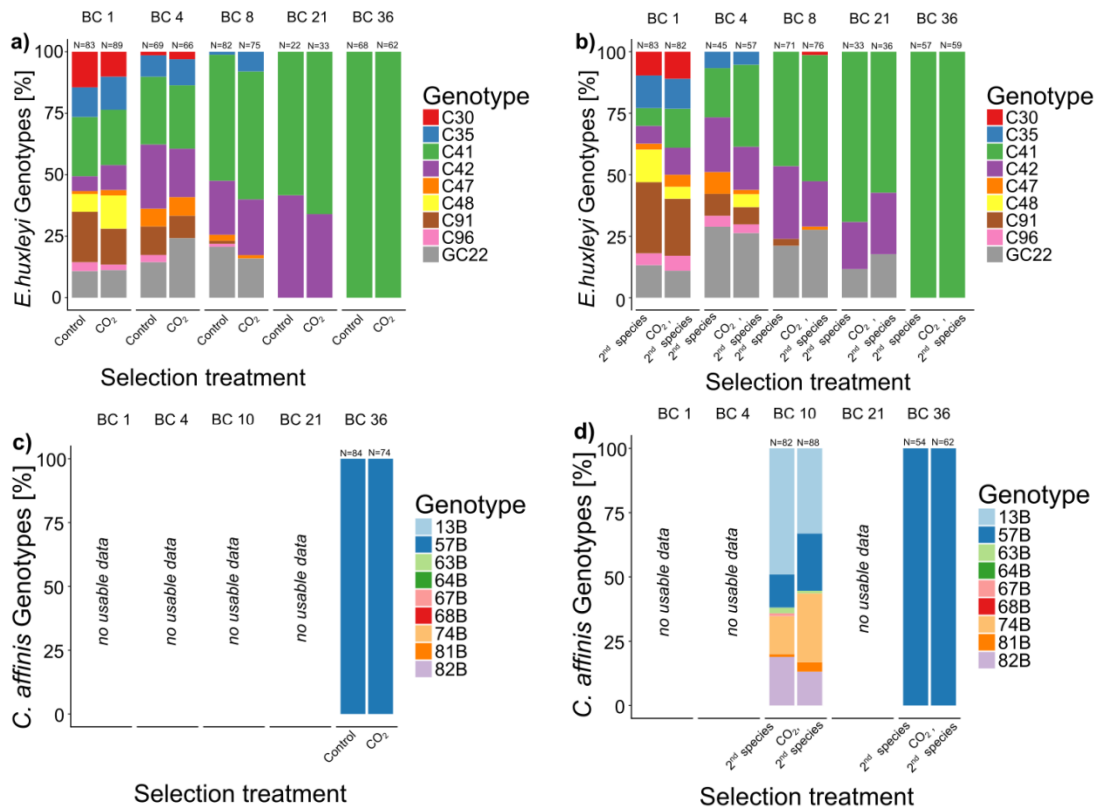 a)
BC 1 BC 4 BC 8 BC 21 BC 36
N=83 N=89 N=69 N=66 N=82 N=75 N=22 N=33 N=68 N=62
E.huxleyi Genotypes [%]
100
75
50
25
0
Control CO₂ Control CO₂ Control CO₂ Control CO₂ Control CO₂
Selection treatment
Genotype
C30
C35
C41
C42
C47
C48
C91
C96
GC22
b)
BC 1 BC 4 BC 8 BC 21 BC 36
N=83 N=82 N=45 N=57 N=71 N=76 N=33 N=36 N=57 N=59
E.huxleyi Genotypes [%]
100
75
50
25
0
2ⁿᵈ species CO₂, 2ⁿᵈ species 2ⁿᵈ species CO₂, 2ⁿᵈ species 2ⁿᵈ species CO₂, 2ⁿᵈ species 2ⁿᵈ species CO₂, 2ⁿᵈ species 2ⁿᵈ species CO₂, 2ⁿᵈ species
Selection treatment
Genotype
C30
C35
C41
C42
C47
C48
C91
C96
GC22
c)
BC 1 BC 4 BC 10 BC 21 BC 36
N=84 N=74
C. affinis Genotypes [%]
100
75
50
25
0
no usable data
no usable data
no usable data
no usable data
Control CO₂
Selection treatment
Genotype
13B
57B
63B
64B
67B
68B
74B
81B
82B
d)
BC 1 BC 4 BC 10 BC 21 BC 36
N=82 N=88 N=54 N=62
C. affinis Genotypes [%]
100
75
50
25
0
no usable data
no usable data
no usable data
2ⁿᵈ species CO₂, 2ⁿᵈ species 2ⁿᵈ species CO₂, 2ⁿᵈ species
Selection treatment
Genotype
13B
57B
63B
64B
67B
68B
74B
81B
82B